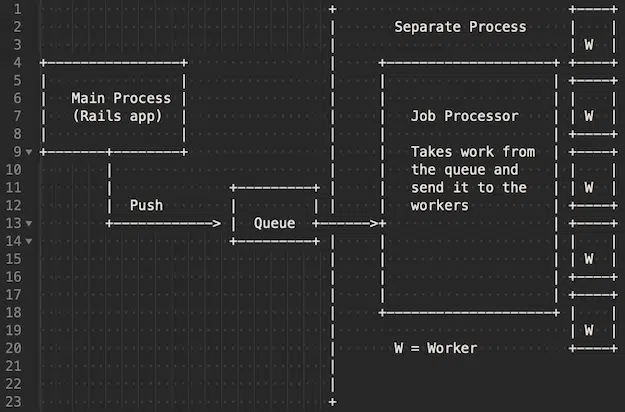 1
2 Separate Process
3 W
4
5
6 Main Process
7 (Rails app) Job Processor W
8
9 Takes work from
10 the queue and
11 send it to the W
12 Push workers
13 Queue
14
15 W
16
17
18
19 W
20 W = Worker
21
22
23